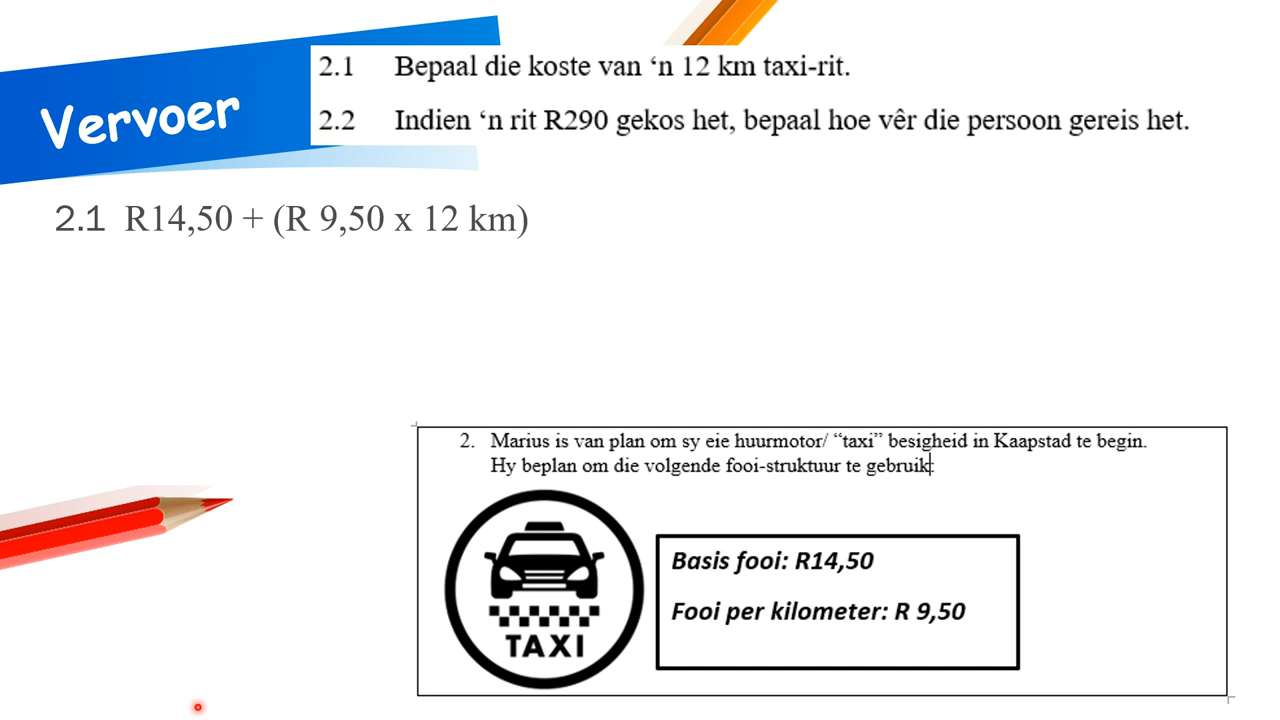 Vervoer
2.1 Bepaal die koste van ‘n 12 km taxi-rit.
2.2 Indien ‘n rit R290 gekos het, bepaal hoe vêr die persoon gereis het.
2.1 R14,50 + (R 9,50 x 12 km)
2. Marius is van plan om sy eie huurmotor/ “taxi” besigheid in Kaapstad te begin.
Hy beplan om die volgende fooi-struktuur te gebruik:
TAXI
Basis fooi: R14,50
Fooi per kilometer: R 9,50